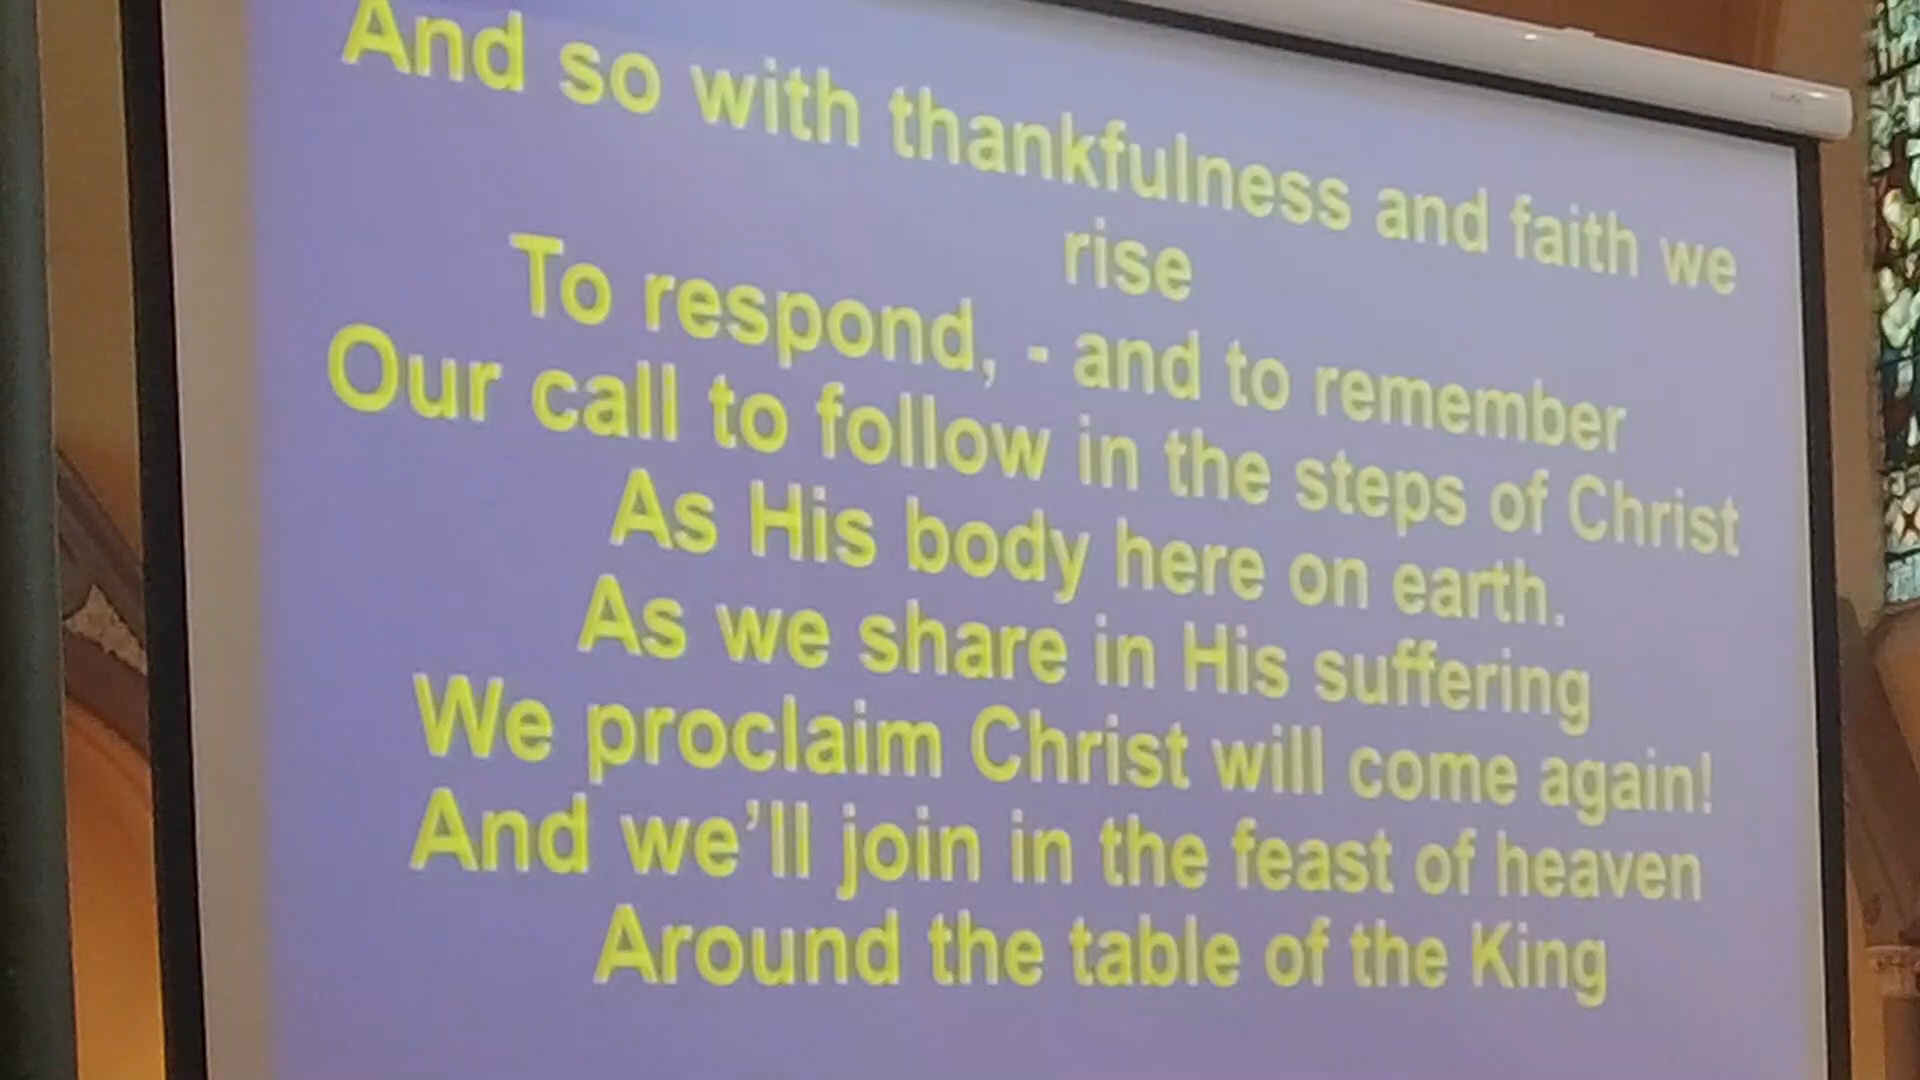 And so with thankfulness and faith we
rise
To respond, - and to remember
Our call to follow in the steps of Christ
As His body here on earth.
As we share in His suffering
We proclaim Christ will come again!
And we'll join in the feast of heaven
Around the table of the King